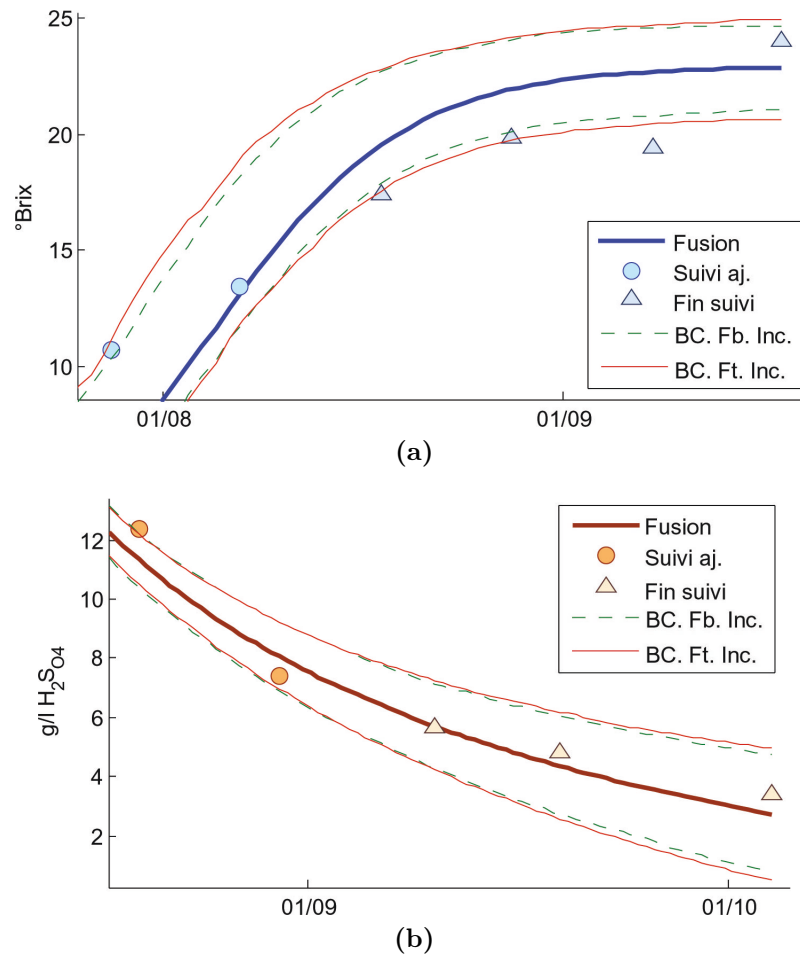 25
20
15
10
°Brix
01/08
01/09
Fusion
Suivi aj.
Fin suivi
BC. Fb. Inc.
BC. Ft. Inc.
(a)
12
10
8
6
4
2
g/l H₂S_O4
01/09
01/10
Fusion
Suivi aj.
Fin suivi
BC. Fb. Inc.
BC. Ft. Inc.
(b)